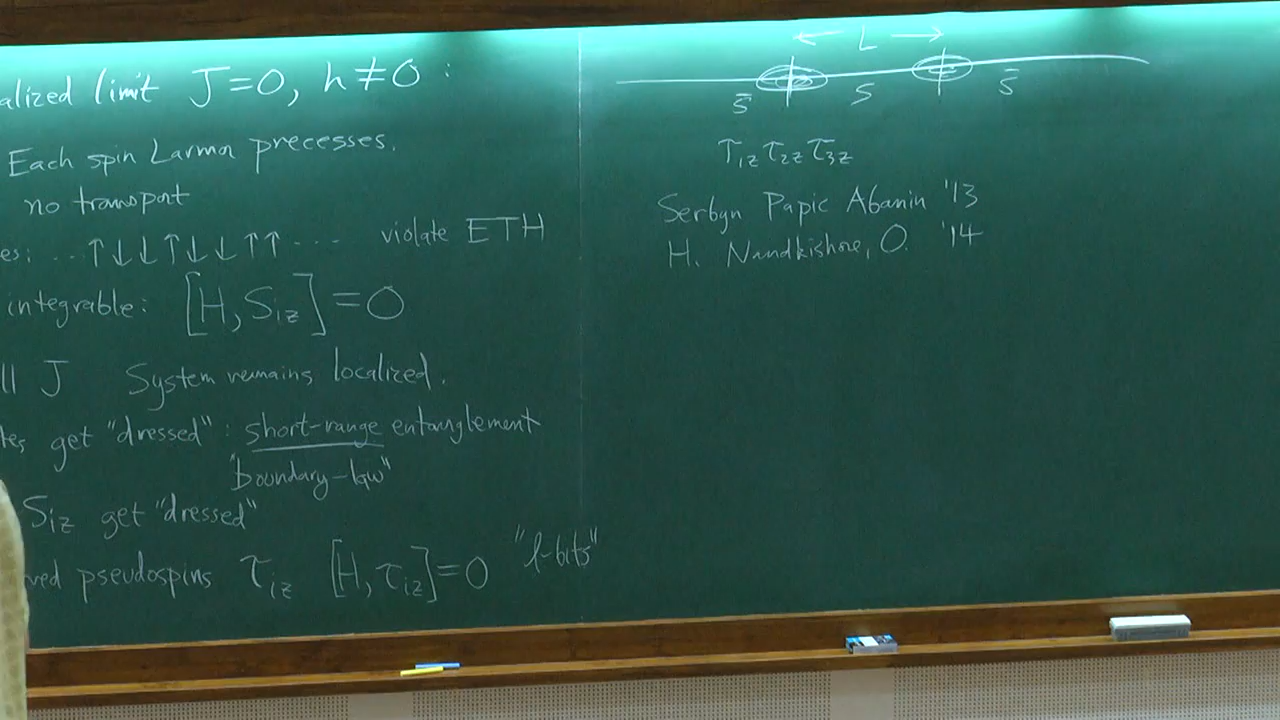 alized limit J=0, h≠0 :
Each spin Larmor precesses.
no transport
es: ...↑↓↓↑↓↓↑↑.... violate ETH
integrable: [H, S_iz]=0
ll J System remains localized.
tes get "dressed": short-range entanglement
"boundary-law"
S_iz get "dressed"
ved pseudospins τ_iz [H, τ_iz]=0 "l-bits"
← L →
S̄ S S̄
τ_1z τ_2z τ_3z
Serbyn Papic Abanin '13
H. Nandkishore, O. '14